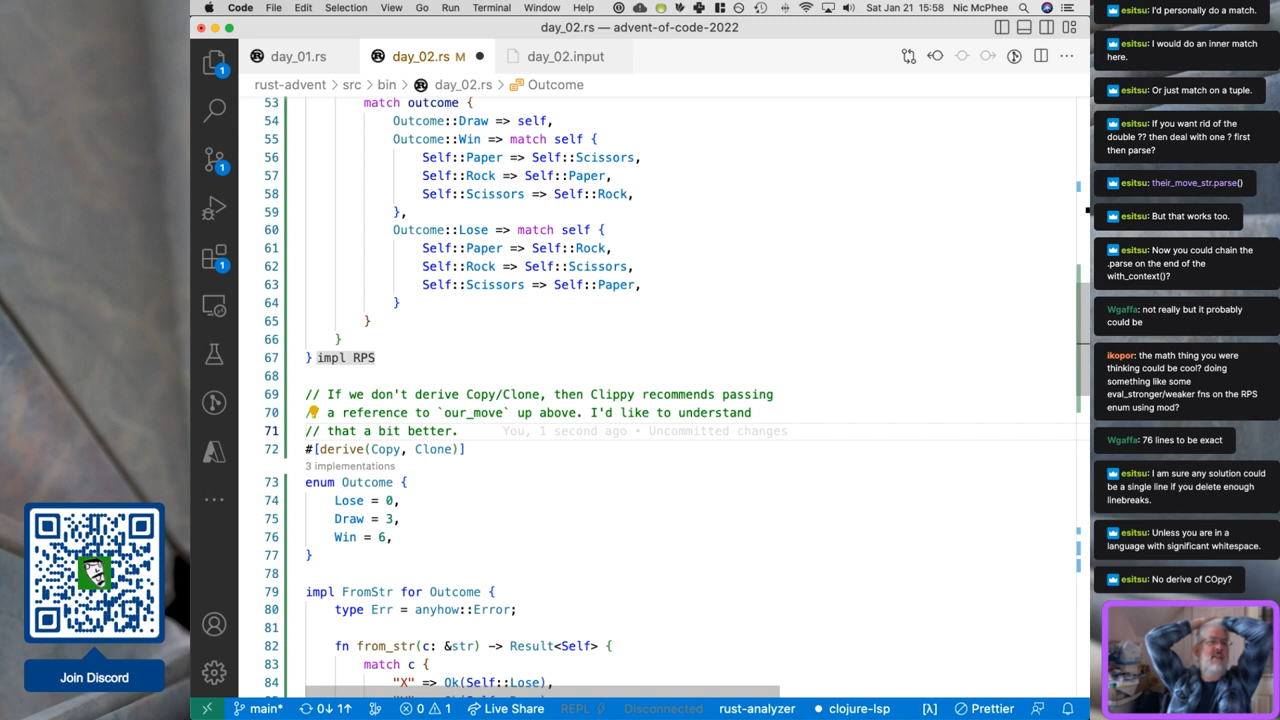 Code File Edit Selection View Go Run Terminal Window Help Sat Jan 21 15:58 Nic McPhee
day_02.rs — advent-of-code-2022
day_01.rs
day_02.rs M
day_02.input
rust-advent > src > bin > day_02.rs > Outcome
53 match outcome {
54 Outcome::Draw => self,
55 Outcome::Win => match self {
56 Self::Paper => Self::Scissors,
57 Self::Rock => Self::Paper,
58 Self::Scissors => Self::Rock,
59 },
60 Outcome::Lose => match self {
61 Self::Paper => Self::Rock,
62 Self::Rock => Self::Scissors,
63 Self::Scissors => Self::Paper,
64 }
65 }
66 }
67 } impl RPS
68
69 // If we don't derive Copy/Clone, then Clippy recommends passing
70 // a reference to `our_move` up above. I'd like to understand
71 // that a bit better. You, 1 second ago • Uncommitted changes
72 #[derive(Copy, Clone)]
3 implementations
73 enum Outcome {
74 Lose = 0,
75 Draw = 3,
76 Win = 6,
77 }
78
79 impl FromStr for Outcome {
80 type Err = anyhow::Error;
81
82 fn from_str(c: &str) -> Result<Self> {
83 match c {
84 "X" => Ok(Self::Lose),
1
1
1
main* 0↓ 1↑ 0 1 Live Share REPL Disconnected rust-analyzer clojure-lsp [λ] Prettier
Join Discord
esitsu: I'd personally do a match.
esitsu: I would do an inner match
here.
esitsu: Or just match on a tuple.
esitsu: If you want rid of the
double ?? then deal with one ? first
then parse?
esitsu: their_move_str.parse()
esitsu: But that works too.
esitsu: Now you could chain the
.parse on the end of the
with_context()?
Wgaffa: not really but it probably
could be
ikopor: the math thing you were
thinking could be cool? doing
something like some
eval_stronger/weaker fns on the RPS
enum using mod?
Wgaffa: 76 lines to be exact
esitsu: I am sure any solution could
be a single line if you delete enough
linebreaks.
esitsu: Unless you are in a
language with significant whitespace.
esitsu: No derive of COpy?